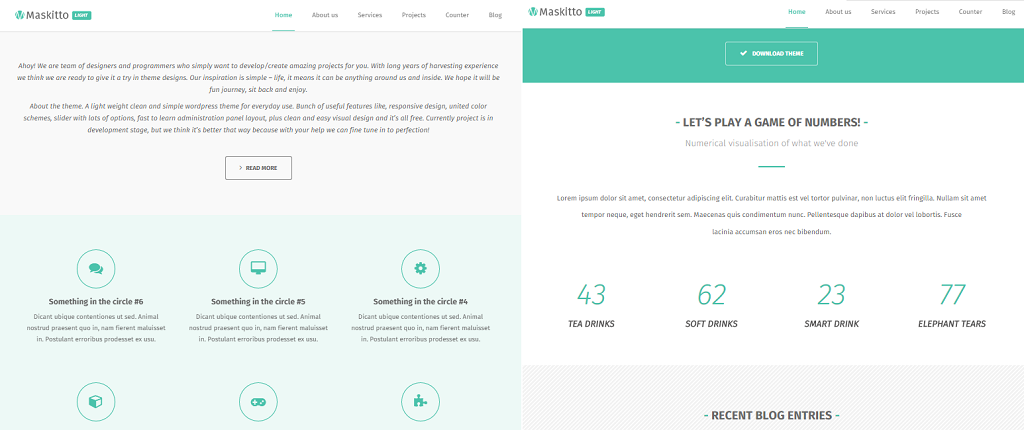 Maskitto LIGHT
Home About us Services Projects Counter Blog
Ahoy! We are team of designers and programmers who simply want to develop/create amazing projects for you. With long years of harvesting experience
we think we are ready to give it a try in theme designs. Our inspiration is simple – life, it means it can be anything around us and inside. We hope it will be
fun journey, sit back and enjoy.
About the theme. A light weight clean and simple wordpress theme for everyday use. Bunch of useful features like, responsive design, united color
schemes, slider with lots of options, fast to learn administration panel layout, plus clean and easy visual design and it's all free. Currently project is in
development stage, but we think it's better that way because with your help we can fine tune in to perfection!
READ MORE
Something in the circle #6
Dicant ubique contentiones ut sed. Animal
nostrud praesent quo in, nam fierent maluisset
in. Postulant erroribus prodesset ex usu.
Something in the circle #5
Dicant ubique contentiones ut sed. Animal
nostrud praesent quo in, nam fierent maluisset
in. Postulant erroribus prodesset ex usu.
Something in the circle #4
Dicant ubique contentiones ut sed. Animal
nostrud praesent quo in, nam fierent maluisset
in. Postulant erroribus prodesset ex usu.
Maskitto LIGHT
Home About us Services Projects Counter Blog
DOWNLOAD THEME
- LET'S PLAY A GAME OF NUMBERS! -
Numerical visualisation of what we've done
Lorem ipsum dolor sit amet, consectetur adipiscing elit. Curabitur mattis est vel tortor pulvinar, non luctus elit fringilla. Nullam sit amet
tempor neque, eget hendrerit sem. Maecenas quis condimentum nunc. Pellentesque dapibus at dolor vel lobortis. Fusce
lacinia accumsan eros nec bibendum.
43 62 23 77
TEA DRINKS SOFT DRINKS SMART DRINK ELEPHANT TEARS
- RECENT BLOG ENTRIES -